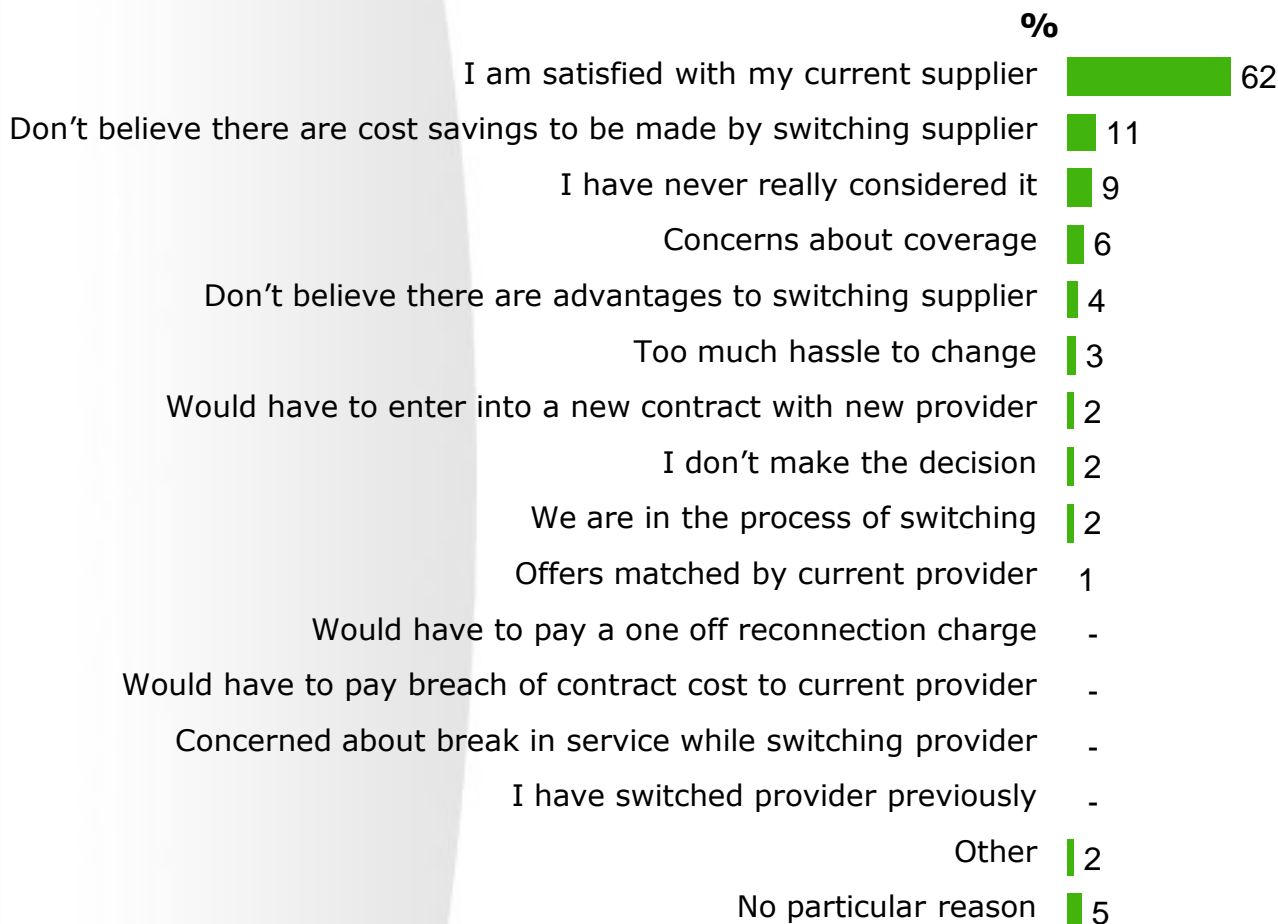 %
I am satisfied with my current supplier 62
Don’t believe there are cost savings to be made by switching supplier 11
I have never really considered it 9
Concerns about coverage 6
Don’t believe there are advantages to switching supplier 4
Too much hassle to change 3
Would have to enter into a new contract with new provider 2
I don’t make the decision 2
We are in the process of switching 2
Offers matched by current provider 1
Would have to pay a one off reconnection charge -
Would have to pay breach of contract cost to current provider -
Concerned about break in service while switching provider -
I have switched provider previously -
Other 2
No particular reason 5